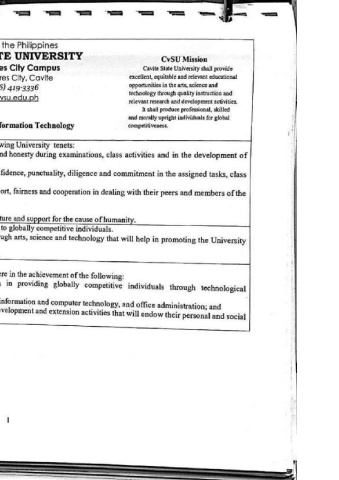 the Philippines
TE UNIVERSITY
es City Campus
res City, Cavite
6) 419-3336
vsu.edu.ph
formation Technology
CvSU Mission
Cavite State University shall provide
excellent, equitable and relevant educational
opportunities in the arts, science and
technology through quality instruction and
relevant research and development activities.
It shall produce professional, skilled
and morally upright individuals for global
competitiveness.
wing University tenets:
nd honesty during examinations, class activities and in the development of
fidence, punctuality, diligence and commitment in the assigned tasks, class
ort, fairness and cooperation in dealing with their peers and members of the
ture and support for the cause of humanity.
to globally competitive individuals.
ugh arts, science and technology that will help in promoting the University
ere in the achievement of the following:
s in providing globally competitive individuals through technological
information and computer technology, and office administration; and
velopment and extension activities that will endow their personal and social
1